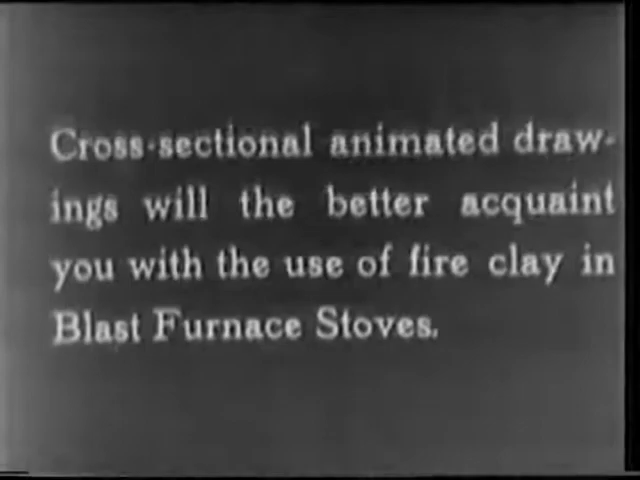 Cross-sectional animated draw-
ings will the better acquaint
you with the use of fire clay in
Blast Furnace Stoves.